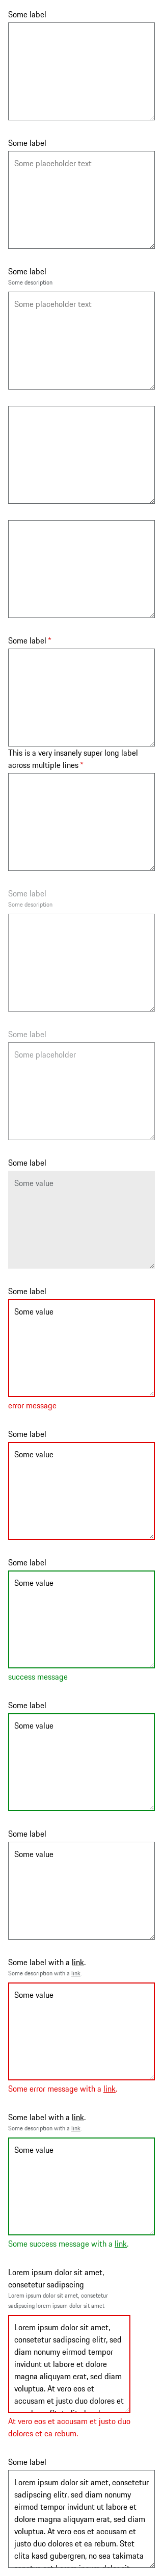 Some label
Some label
Some placeholder text
Some label
Some description
Some placeholder text
Some label *
This is a very insanely super long label
across multiple lines *
Some label
Some description
Some label
Some placeholder
Some label
Some value
Some label
Some value
error message
Some label
Some value
Some label
Some value
success message
Some label
Some value
Some label
Some value
Some label with a link.
Some description with a link.
Some value
Some error message with a link.
Some label with a link.
Some description with a link.
Some value
Some success message with a link.
Lorem ipsum dolor sit amet,
consetetur sadipscing
Lorem ipsum dolor sit amet, consetetur
sadipscing lorem ipsum dolor sit amet
Lorem ipsum dolor sit amet,
consetetur sadipscing elitr, sed
diam nonumy eirmod tempor
invidunt ut labore et dolore
magna aliquyam erat, sed diam
voluptua. At vero eos et
accusam et justo duo dolores et
At vero eos et accusam et justo duo
dolores et ea rebum.
Some label
Lorem ipsum dolor sit amet, consetetur
sadipscing elitr, sed diam nonumy
eirmod tempor invidunt ut labore et
dolore magna aliquyam erat, sed diam
voluptua. At vero eos et accusam et
justo duo dolores et ea rebum. Stet
clita kasd gubergren, no sea takimata